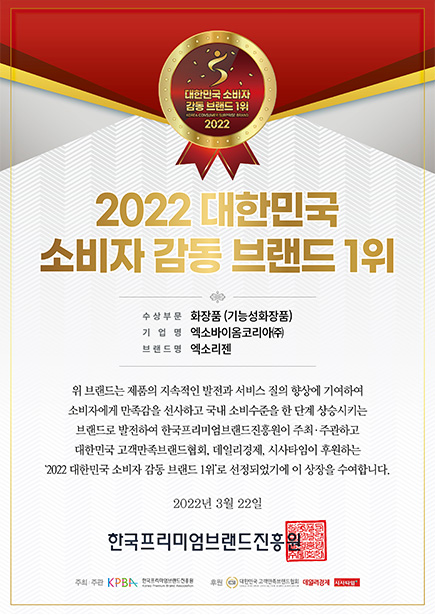 대한민국 소비자
감동 브랜드 1위
KOREA CONSUMER SURPRISE BRAND
2022
2022 대한민국
소비자 감동 브랜드 1위
수상부문 화장품 (기능성화장품)
기업명 엑소바이옴코리아㈜
브랜드명 엑소리젠
위 브랜드는 제품의 지속적인 발전과 서비스 질의 향상에 기여하여
소비자에게 만족감을 선사하고 국내 소비수준을 한 단계 상승시키는
브랜드로 발전하여 한국프리미엄브랜드진흥원이 주최·주관하고
대한민국 고객만족브랜드협회, 데일리경제, 시사타임이 후원하는
‘2022 대한민국 소비자 감동 브랜드 1위’로 선정되었기에 이 상장을 수여합니다.
2022년 3월 22일
한국프리미엄브랜드진흥원
주최·주관 KPBA 한국프리미엄브랜드진흥원 후원 대한민국 고객만족브랜드협회 데일리경제 시사타임
Korea Premium Brand Association